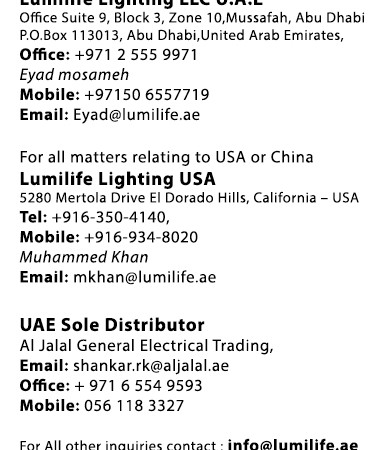 Lumilife Lighting LLC U.A.E
Office Suite 9, Block 3, Zone 10,Mussafah, Abu Dhabi
P.O.Box 113013, Abu Dhabi,United Arab Emirates,
Office: +971 2 555 9971
Eyad mosameh
Mobile: +97150 6557719
Email: Eyad@lumilife.ae
For all matters relating to USA or China
Lumilife Lighting USA
5280 Mertola Drive El Dorado Hills, California – USA
Tel: +916-350-4140,
Mobile: +916-934-8020
Muhammed Khan
Email: mkhan@lumilife.ae
UAE Sole Distributor
Al Jalal General Electrical Trading,
Email: shankar.rk@aljalal.ae
Office: + 971 6 554 9593
Mobile: 056 118 3327
For All other inquiries contact : info@lumilife.ae